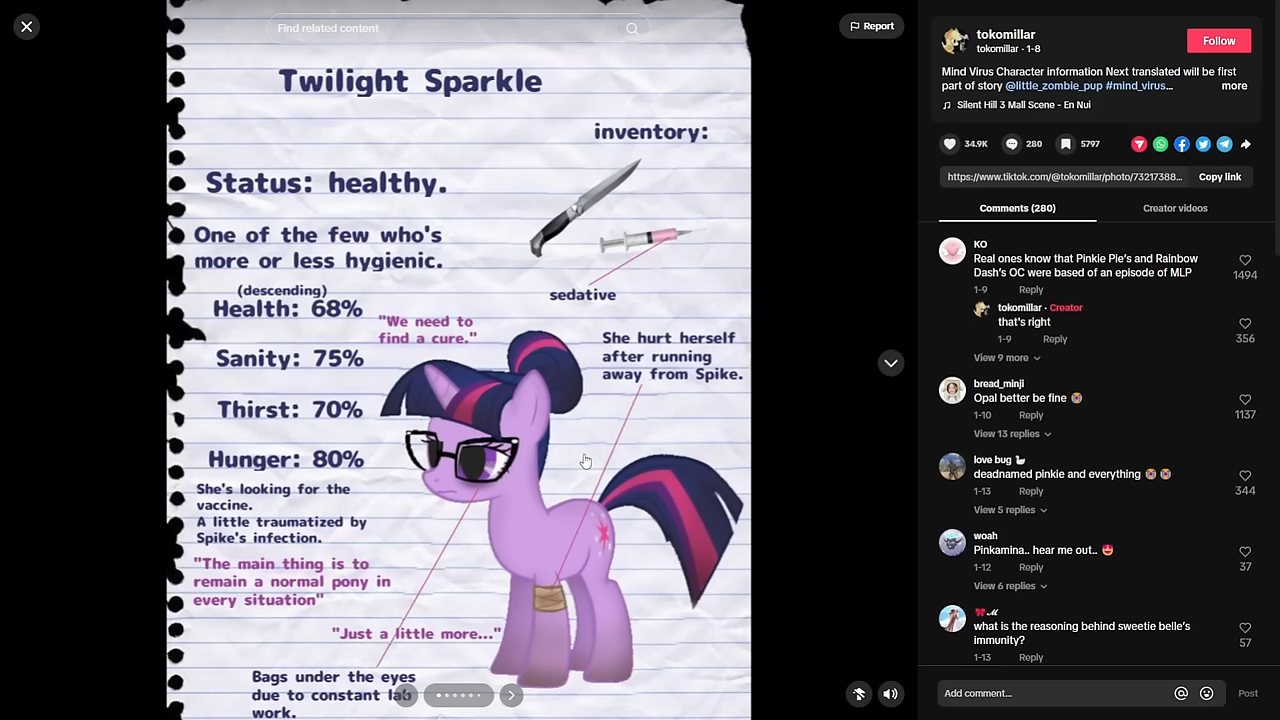 Find related content
Report
Twilight Sparkle
inventory:
Status: healthy.
One of the few who's
more or less hygienic.
sedative
(descending)
Health: 68%
"We need to
find a cure."
She hurt herself
after running
away from Spike.
Sanity: 75%
Thirst: 70%
Hunger: 80%
She's looking for the
vaccine.
A little traumatized by
Spike's infection.
"The main thing is to
remain a normal pony in
every situation"
"Just a little more..."
Bags under the eyes
due to constant lab
work.
tokomillar
tokomillar · 1-8
Follow
Mind Virus Character information Next translated will be first
part of story @little_zombie_pup #mind_virus...
more
Silent Hill 3 Mall Scene - En Nui
34.9K
280
5797
https://www.tiktok.com/@tokomillar/photo/73217388...
Copy link
Comments (280)
Creator videos
KO
Real ones know that Pinkie Pie's and Rainbow
Dash's OC were based of an episode of MLP
1494
1-9 Reply
tokomillar · Creator
that's right
356
1-9 Reply
View 9 more
bread_minji
Opal better be fine
1137
1-10 Reply
View 13 replies
love bug
deadnamed pinkie and everything
344
1-13 Reply
View 5 replies
woah
Pinkamina.. hear me out.. 
37
1-12 Reply
View 6 replies
ℳ
what is the reasoning behind sweetie belle's
immunity?
57
1-13 Reply
Add comment...
Post